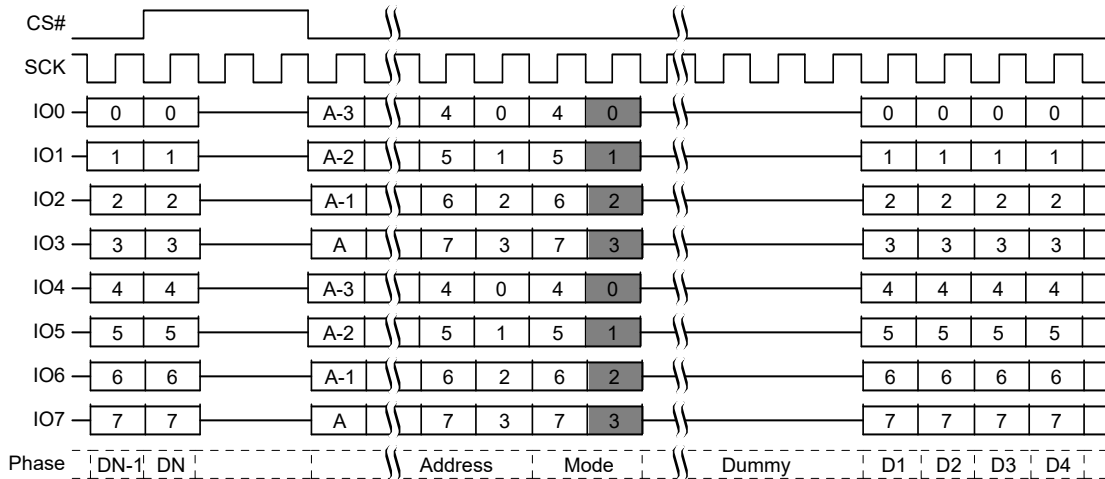 CS#
SCK
IO0 0 0 A-3 4 0 4 0 0 0 0 0
IO1 1 1 A-2 5 1 5 1 1 1 1 1
IO2 2 2 A-1 6 2 6 2 2 2 2 2
IO3 3 3 A 7 3 7 3 3 3 3 3
IO4 4 4 A-3 4 0 4 0 4 4 4 4
IO5 5 5 A-2 5 1 5 1 5 5 5 5
IO6 6 6 A-1 6 2 6 2 6 6 6 6
IO7 7 7 A 7 3 7 3 7 7 7 7
Phase DN-1 DN Address Mode Dummy D1 D2 D3 D4